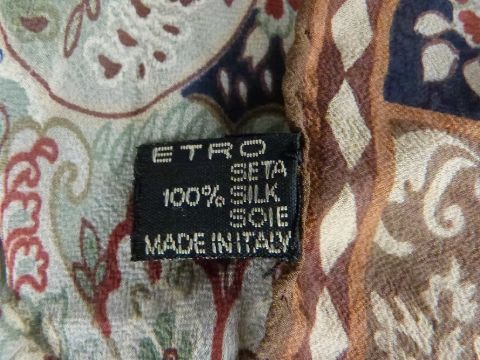 ETRO
SETA
100% SILK
SOIE
MADE IN ITALY